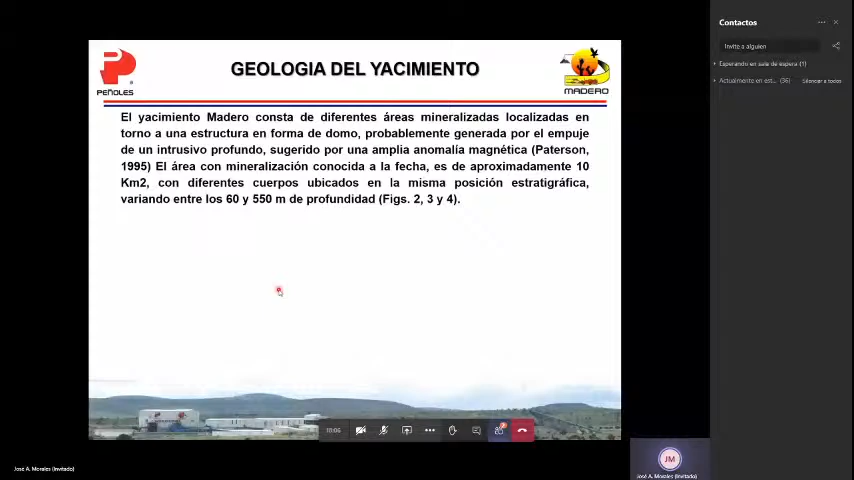 Contactos
Invite a alguien
Esperando en sala de espera (1)
Actualmente en est... (36)
Silenciar a todos
PEÑOLES
GEOLOGIA DEL YACIMIENTO
MADERO
El yacimiento Madero consta de diferentes áreas mineralizadas localizadas en
torno a una estructura en forma de domo, probablemente generada por el empuje
de un intrusivo profundo, sugerido por una amplia anomalía magnética (Paterson,
1995) El área con mineralización conocida a la fecha, es de aproximadamente 10
Km2, con diferentes cuerpos ubicados en la misma posición estratigráfica,
variando entre los 60 y 550 m de profundidad (Figs. 2, 3 y 4).
JM
José A. Morales (Invitado)
José A. Morales (Invitado)